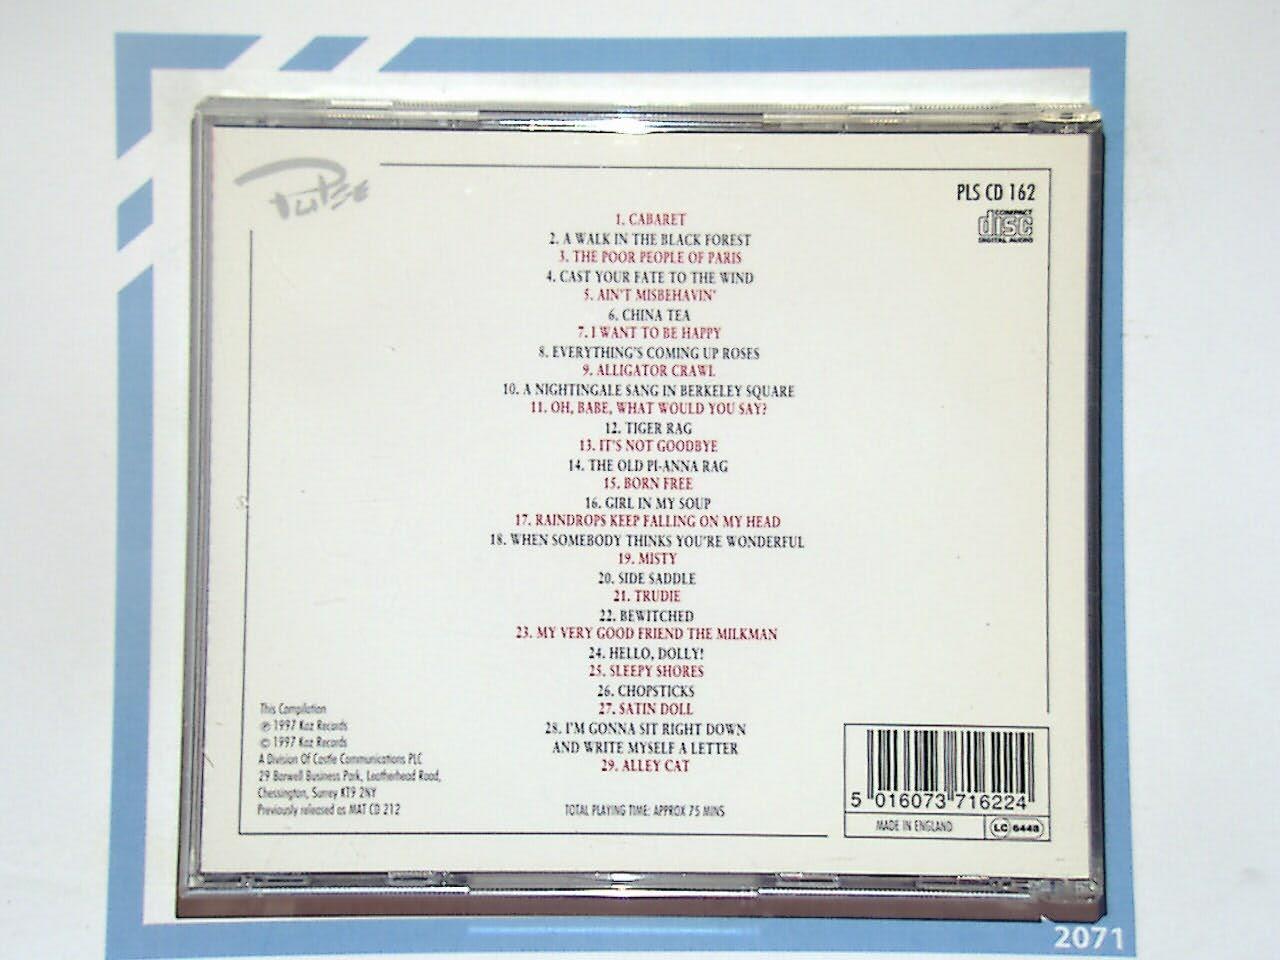 Pulse
PLS CD 162
COMPACT
disc
DIGITAL AUDIO
1. CABARET
2. A WALK IN THE BLACK FOREST
3. THE POOR PEOPLE OF PARIS
4. CAST YOUR FATE TO THE WIND
5. AIN'T MISBEHAVIN'
6. CHINA TEA
7. I WANT TO BE HAPPY
8. EVERYTHING'S COMING UP ROSES
9. ALLIGATOR CRAWL
10. A NIGHTINGALE SANG IN BERKELEY SQUARE
11. OH, BABE, WHAT WOULD YOU SAY?
12. TIGER RAG
13. IT'S NOT GOODBYE
14. THE OLD PI-ANNA RAG
15. BORN FREE
16. GIRL IN MY SOUP
17. RAINDROPS KEEP FALLING ON MY HEAD
18. WHEN SOMEBODY THINKS YOU'RE WONDERFUL
19. MISTY
20. SIDE SADDLE
21. TRUDIE
22. BEWITCHED
23. MY VERY GOOD FRIEND THE MILKMAN
24. HELLO, DOLLY!
25. SLEEPY SHORES
26. CHOPSTICKS
27. SATIN DOLL
28. I'M GONNA SIT RIGHT DOWN
AND WRITE MYSELF A LETTER
29. ALLEY CAT
This Compilation
℗ 1997 Kaz Records
© 1997 Kaz Records
A Division Of Castle Communications PLC
29 Barwell Business Park, Leatherhead Road,
Chessington, Surrey KT9 2NY
Previously released as MAT CD 212
TOTAL PLAYING TIME: APPROX 75 MINS
5 016073 716224
MADE IN ENGLAND
LC 6448
2071